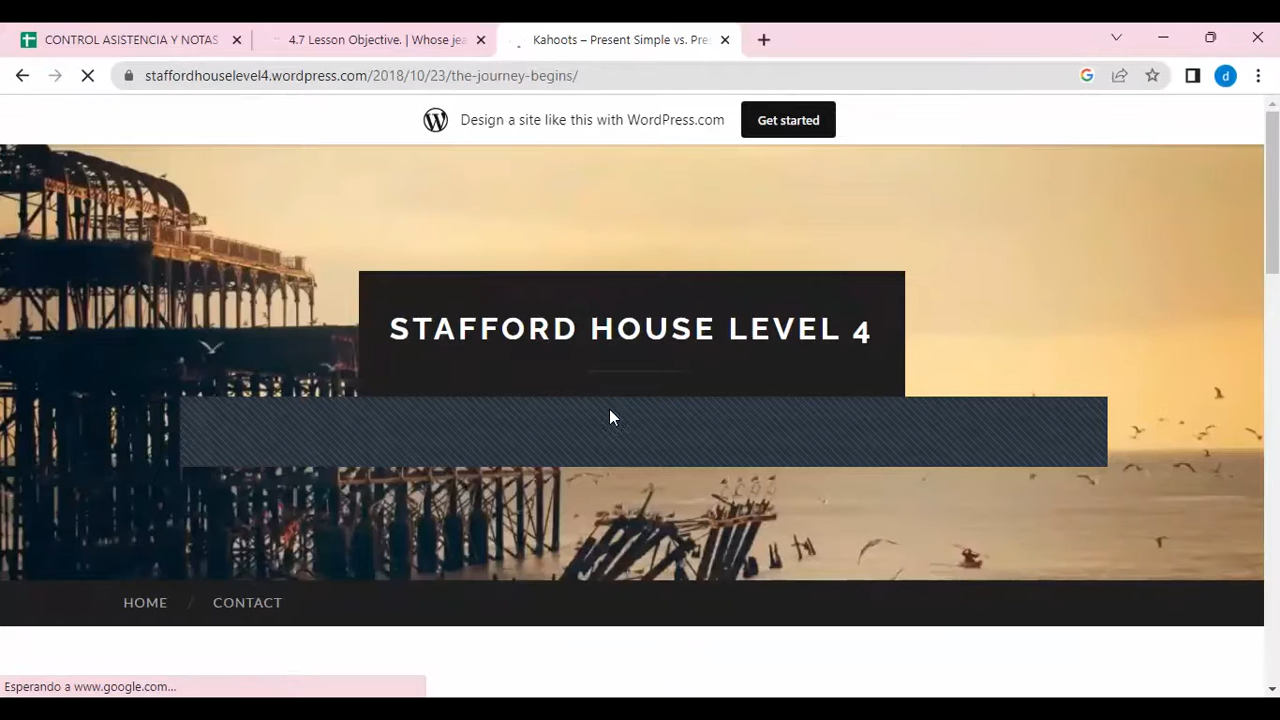 CONTROL ASISTENCIA Y NOTAS
4.7 Lesson Objective. | Whose jea
Kahoots – Present Simple vs. Pre
staffordhouselevel4.wordpress.com/2018/10/23/the-journey-begins/
G
d
Design a site like this with WordPress.com
Get started
STAFFORD HOUSE LEVEL 4
HOME / CONTACT
Esperando a www.google.com...